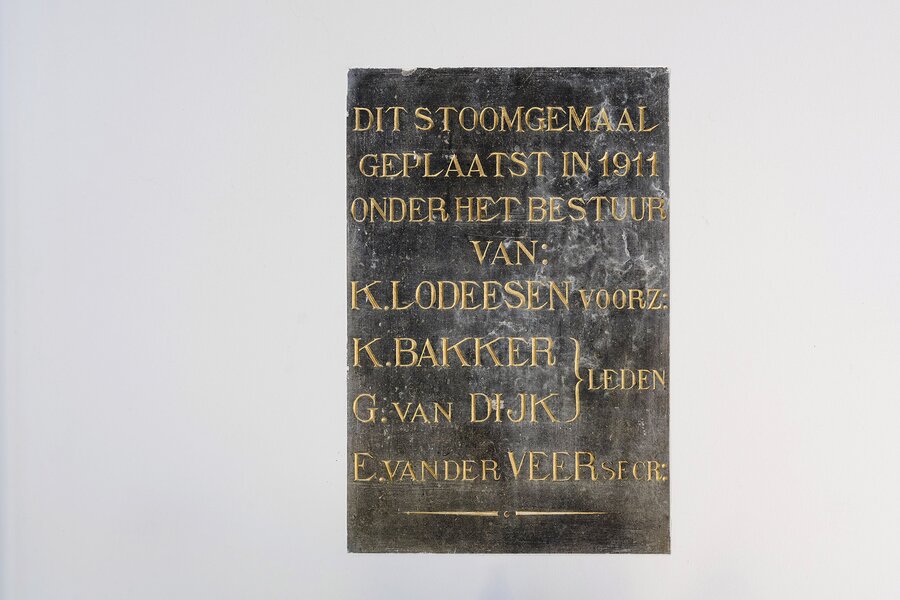 DIT STOOMGEMAAL
GEPLAATST IN 1911
ONDER HET BESTUUR
VAN:
K. LODEESEN VOORZ:
K. BAKKER
G: VAN DIJK
LEDEN
E. VAN DER VEER SECR: